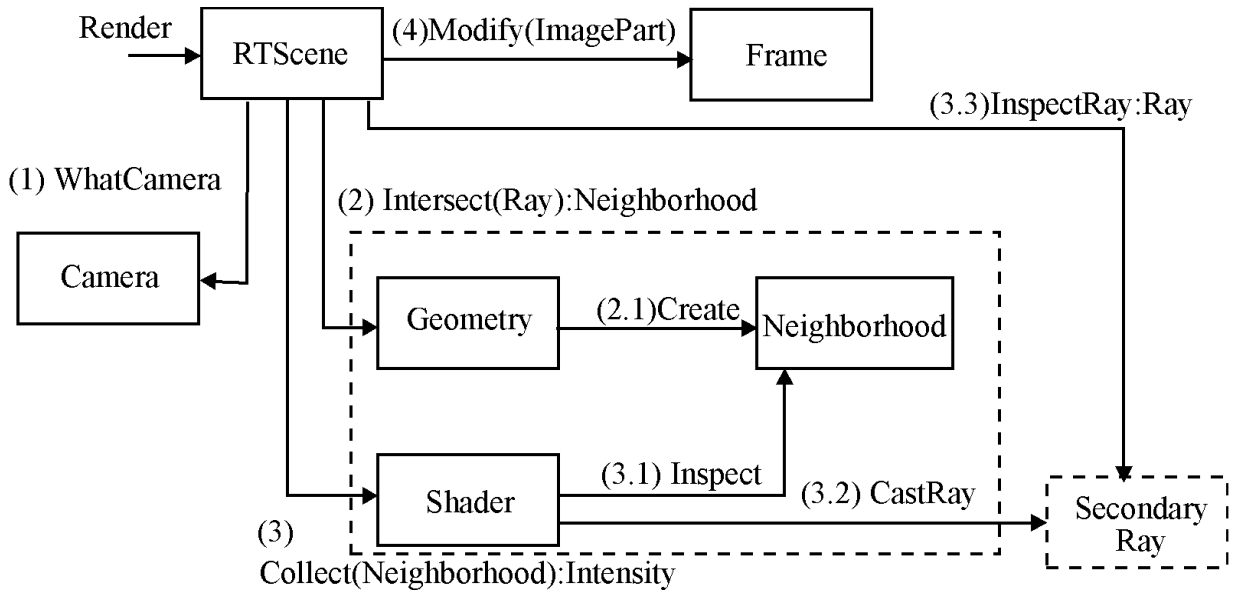 Render
RTScene
(4)Modify(ImagePart)
Frame
(3.3)InspectRay:Ray
(1) WhatCamera
(2) Intersect(Ray):Neighborhood
Camera
Geometry
(2.1)Create
Neighborhood
Shader
(3.1) Inspect
(3.2) CastRay
Secondary
Ray
(3)
Collect(Neighborhood):Intensity